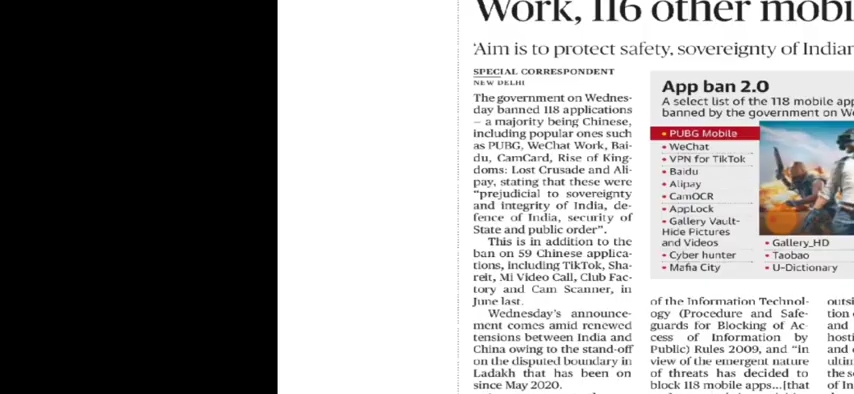 Work, 116 other mobi
'Aim is to protect safety, sovereignty of Indian
SPECIAL CORRESPONDENT
NEW DELHI
The government on Wednes-
day banned 118 applications
– a majority being Chinese,
including popular ones such
as PUBG, WeChat Work, Bai-
du, CamCard, Rise of King-
doms: Lost Crusade and Ali-
pay, stating that these were
"prejudicial to sovereignty
and integrity of India, de-
fence of India, security of
State and public order".
This is in addition to the
ban on 59 Chinese applica-
tions, including TikTok, Sha-
reit, Mi Video Call, Club Fac-
tory and Cam Scanner, in
June last.
Wednesday's announce-
ment comes amid renewed
tensions between India and
China owing to the stand-off
on the disputed boundary in
Ladakh that has been on
since May 2020.
App ban 2.0
A select list of the 118 mobile app
banned by the government on We
• PUBG Mobile
• WeChat
• VPN for TikTok
• Baidu
• Alipay
• CamOCR
• AppLock
• Gallery Vault-
Hide Pictures
and Videos
• Cyber hunter
• Mafia City
• Gallery_HD
• Taobao
• U-Dictionary
of the Information Technol-
ogy (Procedure and Safe-
guards for Blocking of Ac-
cess of Information by
Public) Rules 2009, and "in
view of the emergent nature
of threats has decided to
block 118 mobile apps...[that
outsi
tion
and
hosti
and
ultim
the s
of In